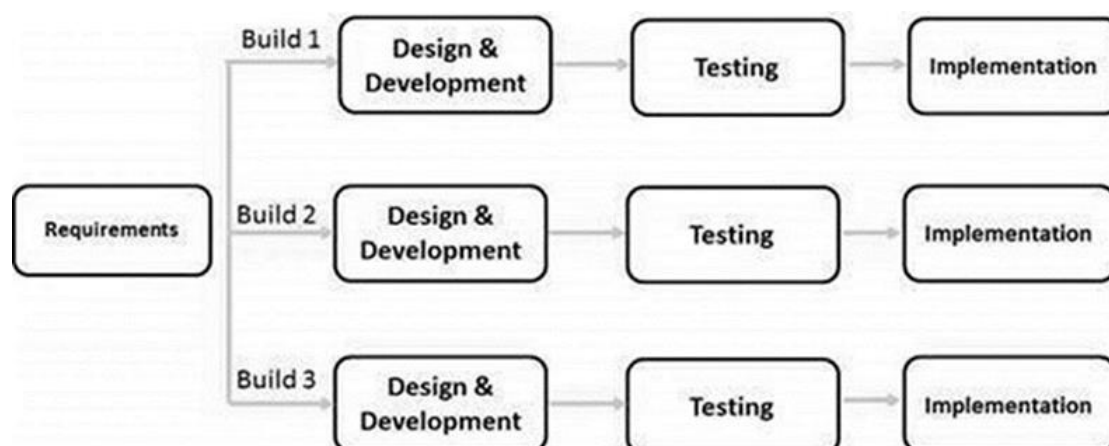 Build 1
Design &
Development
Testing
Implementation
Requirements
Build 2
Design &
Development
Testing
Implementation
Build 3
Design &
Development
Testing
Implementation